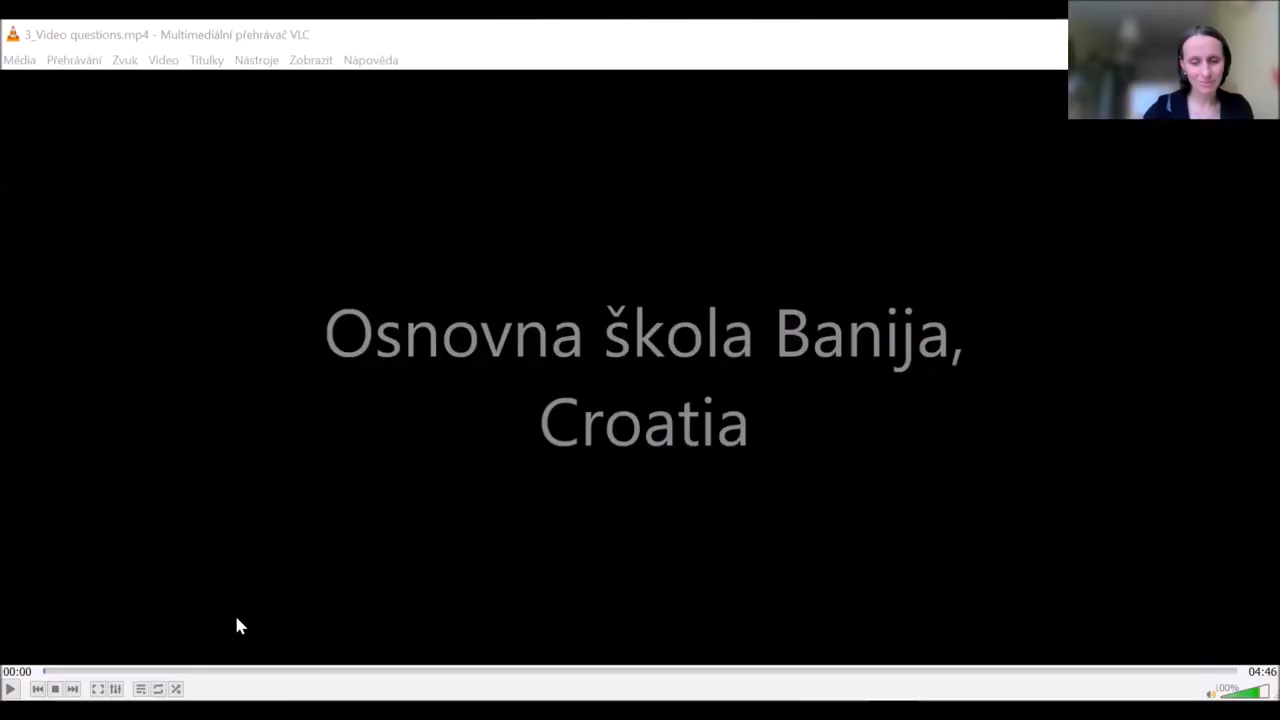 3_Video questions.mp4 - Multimediální přehrávač VLC
Média Přehrávání Zvuk Video Titulky Nástroje Zobrazit Nápověda
Osnovna škola Banija,
Croatia
00:00 04:46
100%